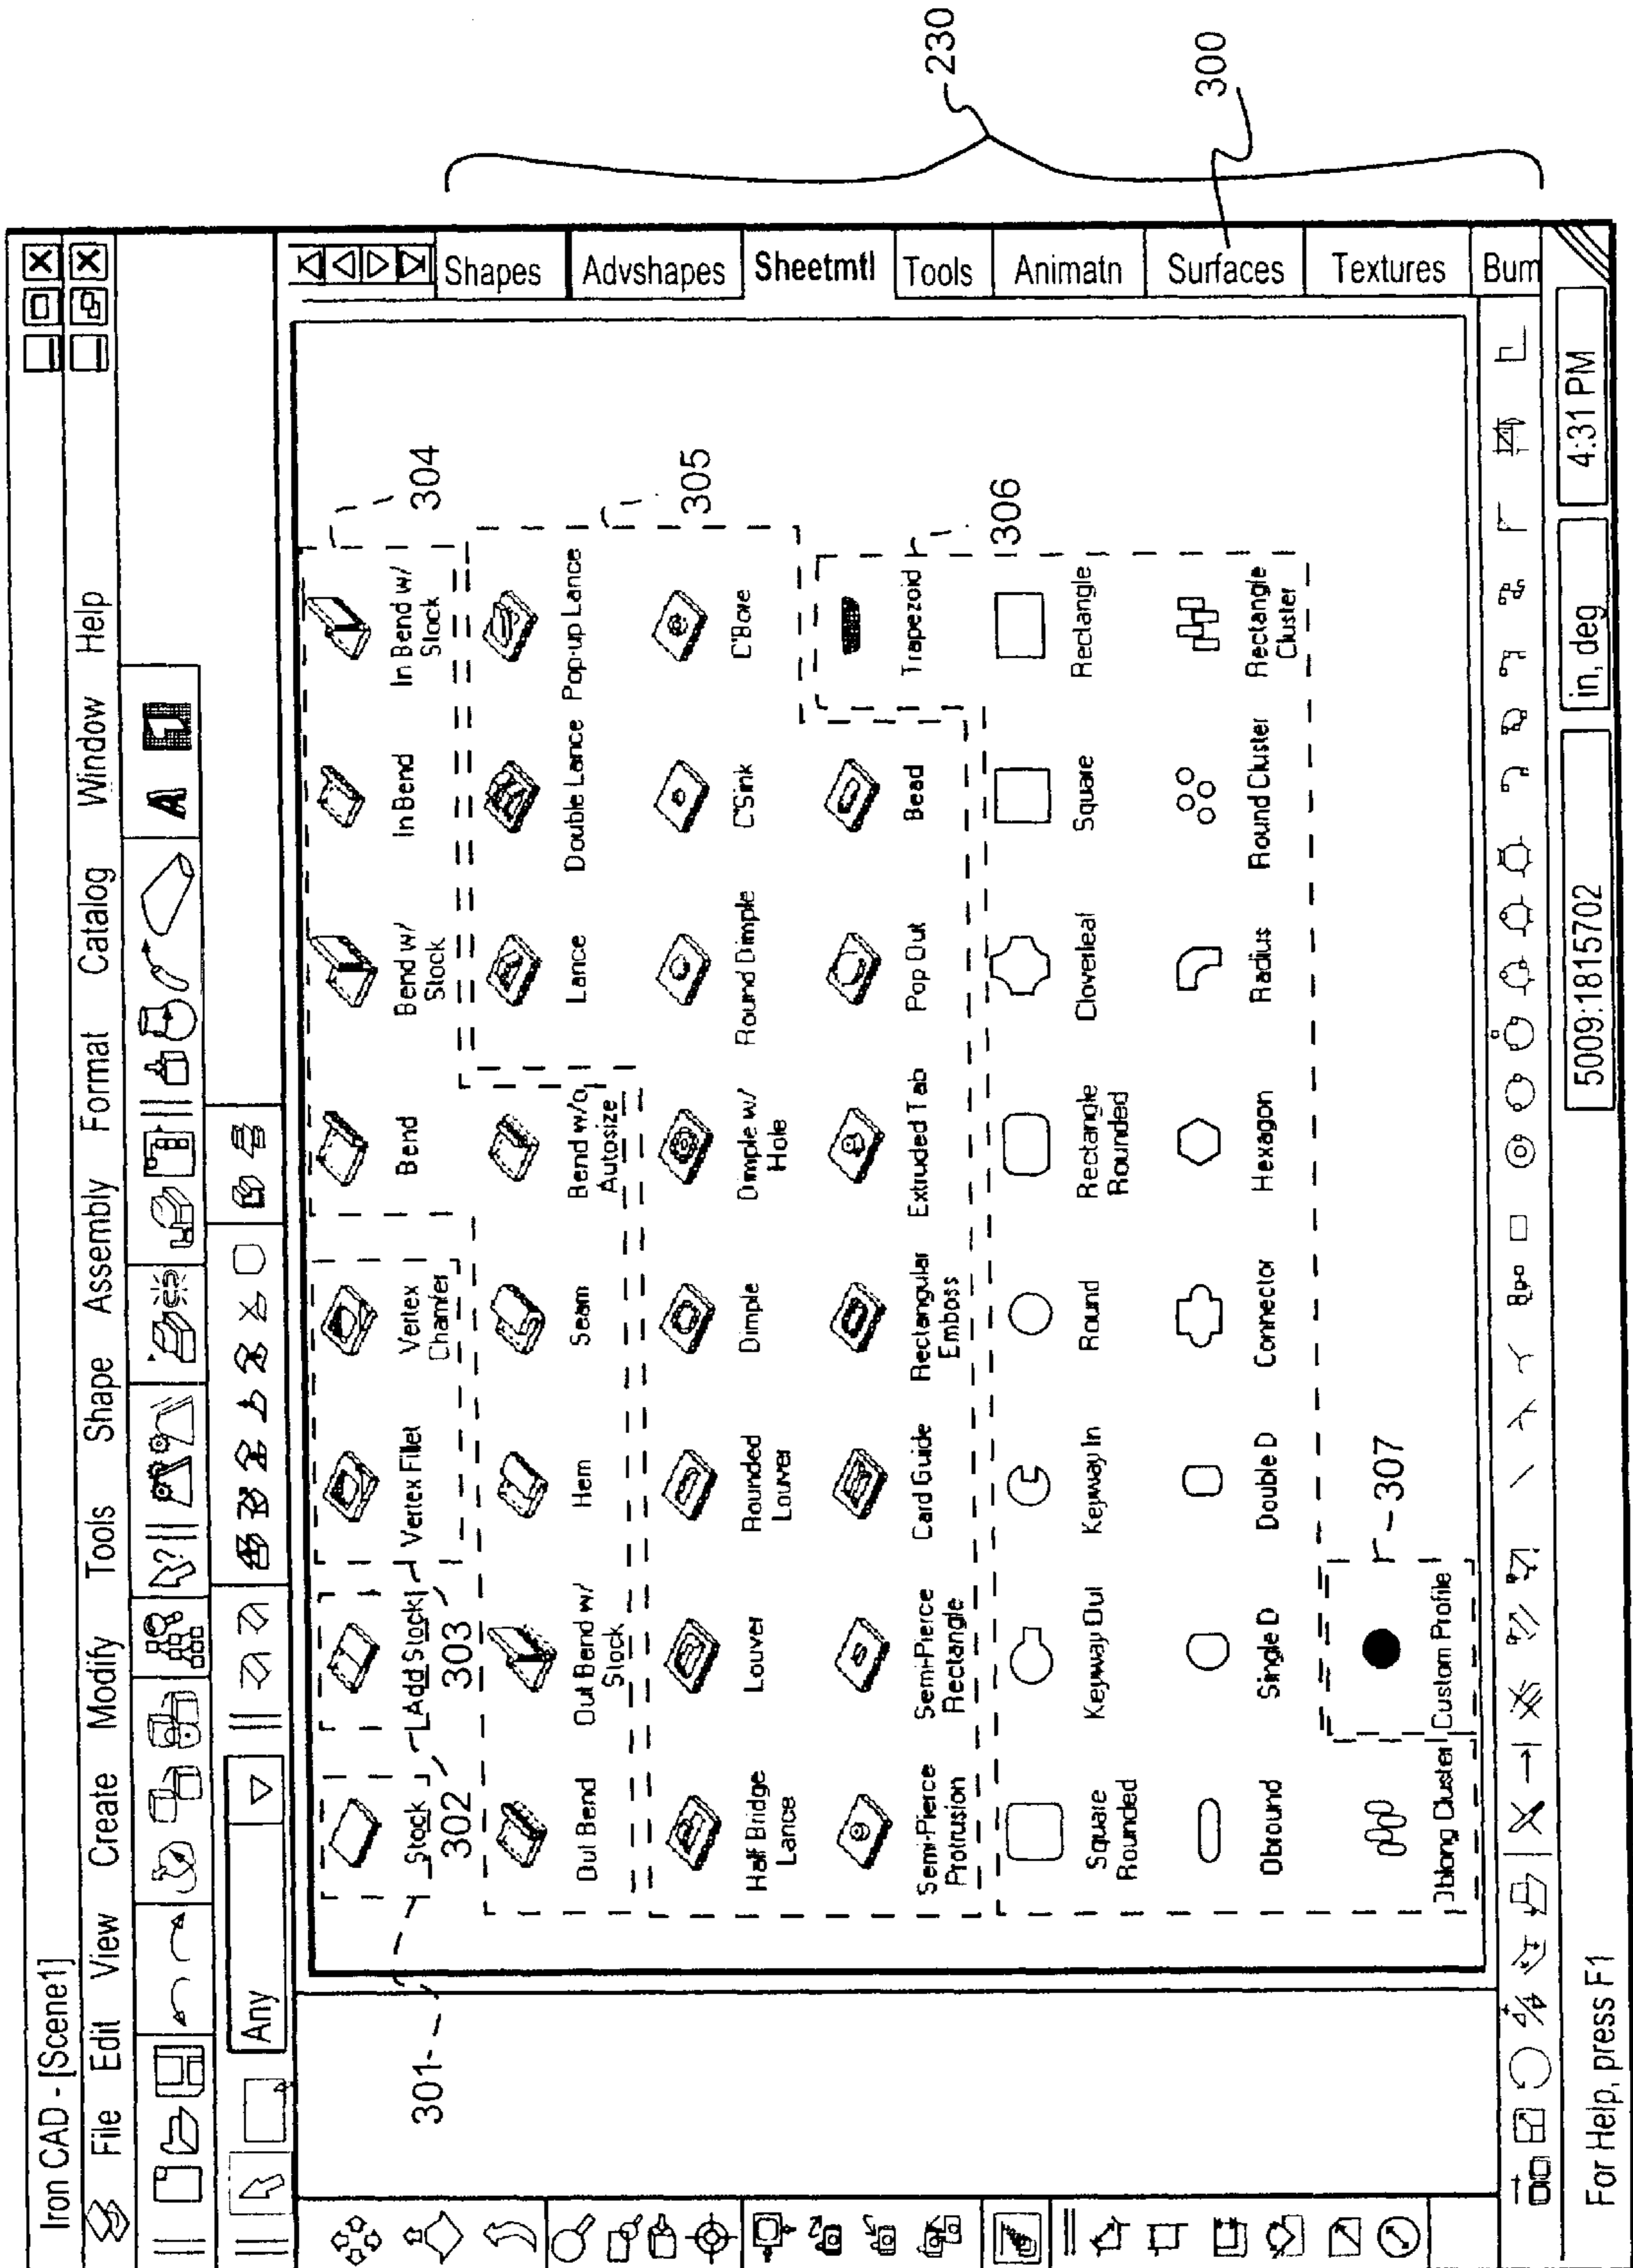 Iron CAD - [Scene1]
File Edit View Create Modify Tools Shape Assembly Format Catalog Window Help
A
Any
301
Stock
Add Stock
Vertex Fillet
Vertex Chamfer
Bend
Bend w/ Stock
In Bend
In Bend w/ Stock
302
303
304
Out Bend
Out Bend w/ Stock
Hem
Seam
Bend w/o Autosize
Lance
Double Lance
Pop-up Lance
305
Half Bridge Lance
Louver
Rounded Louver
Dimple
Dimple w/ Hole
Round Dimple
C'Sink
C'Bore
Semi-Pierce Protrusion
Semi-Pierce Rectangle
Card Guide
Rectangular Emboss
Extruded Tab
Pop Out
Bead
Trapezoid
306
Square Rounded
Keyway Out
Keyway In
Round
Rectangle Rounded
Cloverleaf
Square
Rectangle
Obround
Single D
Double D
Connector
Hexagon
Radius
Round Cluster
Rectangle Cluster
Oblong Cluster
Custom Profile
307
Shapes
Advshapes
Sheetmtl
Tools
Animatn
Surfaces
Textures
Bum
230
300
For Help, press F1
5009:1815702
in, deg
4:31 PM